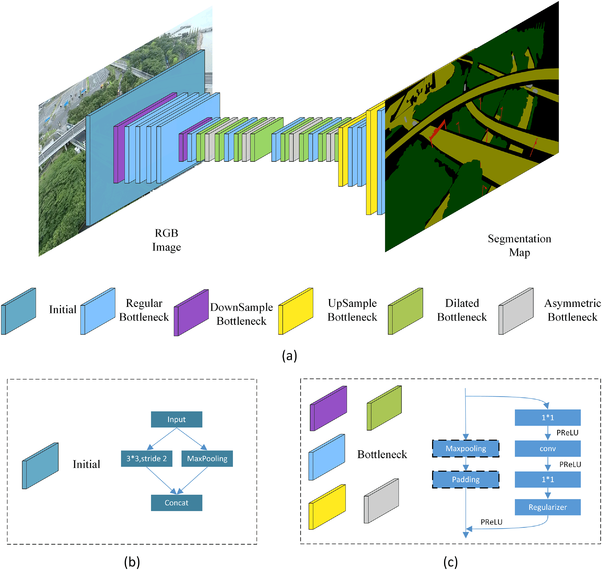 RGB
Image
Segmentation
Map
Initial
Regular
Bottleneck
DownSample
Bottleneck
UpSample
Bottleneck
Dilated
Bottleneck
Asymmetric
Bottleneck
(a)
Initial
Input
3*3,stride 2
MaxPooling
Concat
(b)
Bottleneck
Maxpooling
Padding
1*1
PReLU
conv
PReLU
1*1
Regularizer
PReLU
(c)